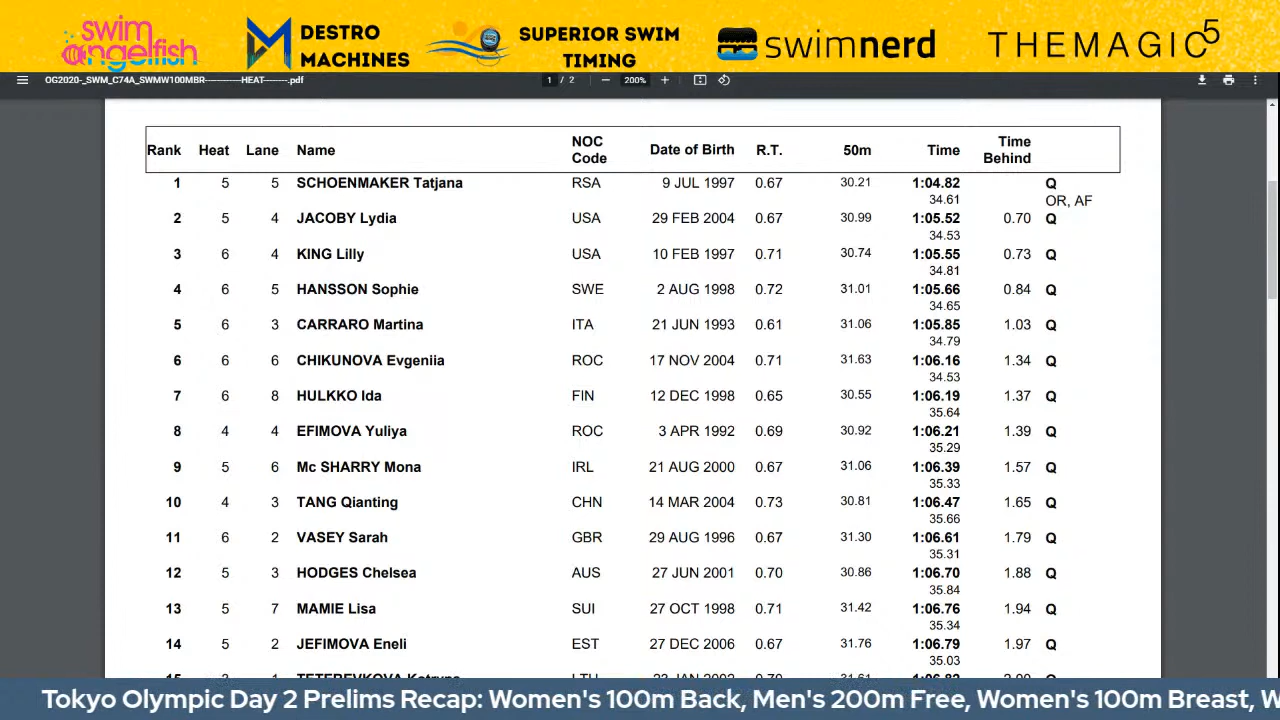 swim angelfish
DESTRO MACHINES
SUPERIOR SWIM TIMING
swimnerd
THEMAGIC5
OG2020-_SWM_C74A_SWMW100MBR------------HEAT--------.pdf
1 / 2 200%
Rank Heat Lane Name NOC Code Date of Birth R.T. 50m Time Time Behind
1 5 5 SCHOENMAKER Tatjana RSA 9 JUL 1997 0.67 30.21 1:04.82 Q
34.61 OR, AF
2 5 4 JACOBY Lydia USA 29 FEB 2004 0.67 30.99 1:05.52 0.70 Q
34.53
3 6 4 KING Lilly USA 10 FEB 1997 0.71 30.74 1:05.55 0.73 Q
34.81
4 6 5 HANSSON Sophie SWE 2 AUG 1998 0.72 31.01 1:05.66 0.84 Q
34.65
5 6 3 CARRARO Martina ITA 21 JUN 1993 0.61 31.06 1:05.85 1.03 Q
34.79
6 6 6 CHIKUNOVA Evgeniia ROC 17 NOV 2004 0.71 31.63 1:06.16 1.34 Q
34.53
7 6 8 HULKKO Ida FIN 12 DEC 1998 0.65 30.55 1:06.19 1.37 Q
35.64
8 4 4 EFIMOVA Yuliya ROC 3 APR 1992 0.69 30.92 1:06.21 1.39 Q
35.29
9 5 6 Mc SHARRY Mona IRL 21 AUG 2000 0.67 31.06 1:06.39 1.57 Q
35.33
10 4 3 TANG Qianting CHN 14 MAR 2004 0.73 30.81 1:06.47 1.65 Q
35.66
11 6 2 VASEY Sarah GBR 29 AUG 1996 0.67 31.30 1:06.61 1.79 Q
35.31
12 5 3 HODGES Chelsea AUS 27 JUN 2001 0.70 30.86 1:06.70 1.88 Q
35.84
13 5 7 MAMIE Lisa SUI 27 OCT 1998 0.71 31.42 1:06.76 1.94 Q
35.34
14 5 2 JEFIMOVA Eneli EST 27 DEC 2006 0.67 31.76 1:06.79 1.97 Q
35.03
Tokyo Olympic Day 2 Prelims Recap: Women's 100m Back, Men's 200m Free, Women's 100m Breast, W